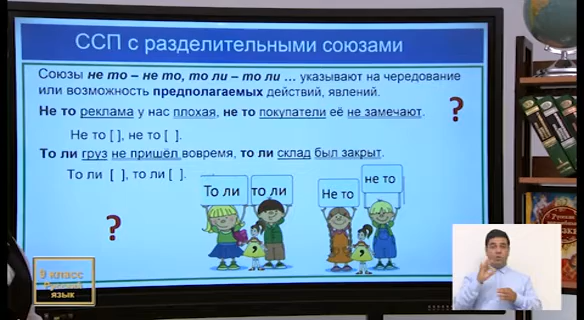 ССП с разделительными союзами
Союзы не то – не то, то ли – то ли ... указывают на чередование
или возможность предполагаемых действий, явлений.
Не то реклама у нас плохая, не то покупатели её не замечают.
?
Не то [ ], не то [ ].
То ли груз не пришёл вовремя, то ли склад был закрыт.
То ли [ ], то ли [ ].
То ли то ли
Не то не то
?
,
,
9 класс
Русский
язык
Русская